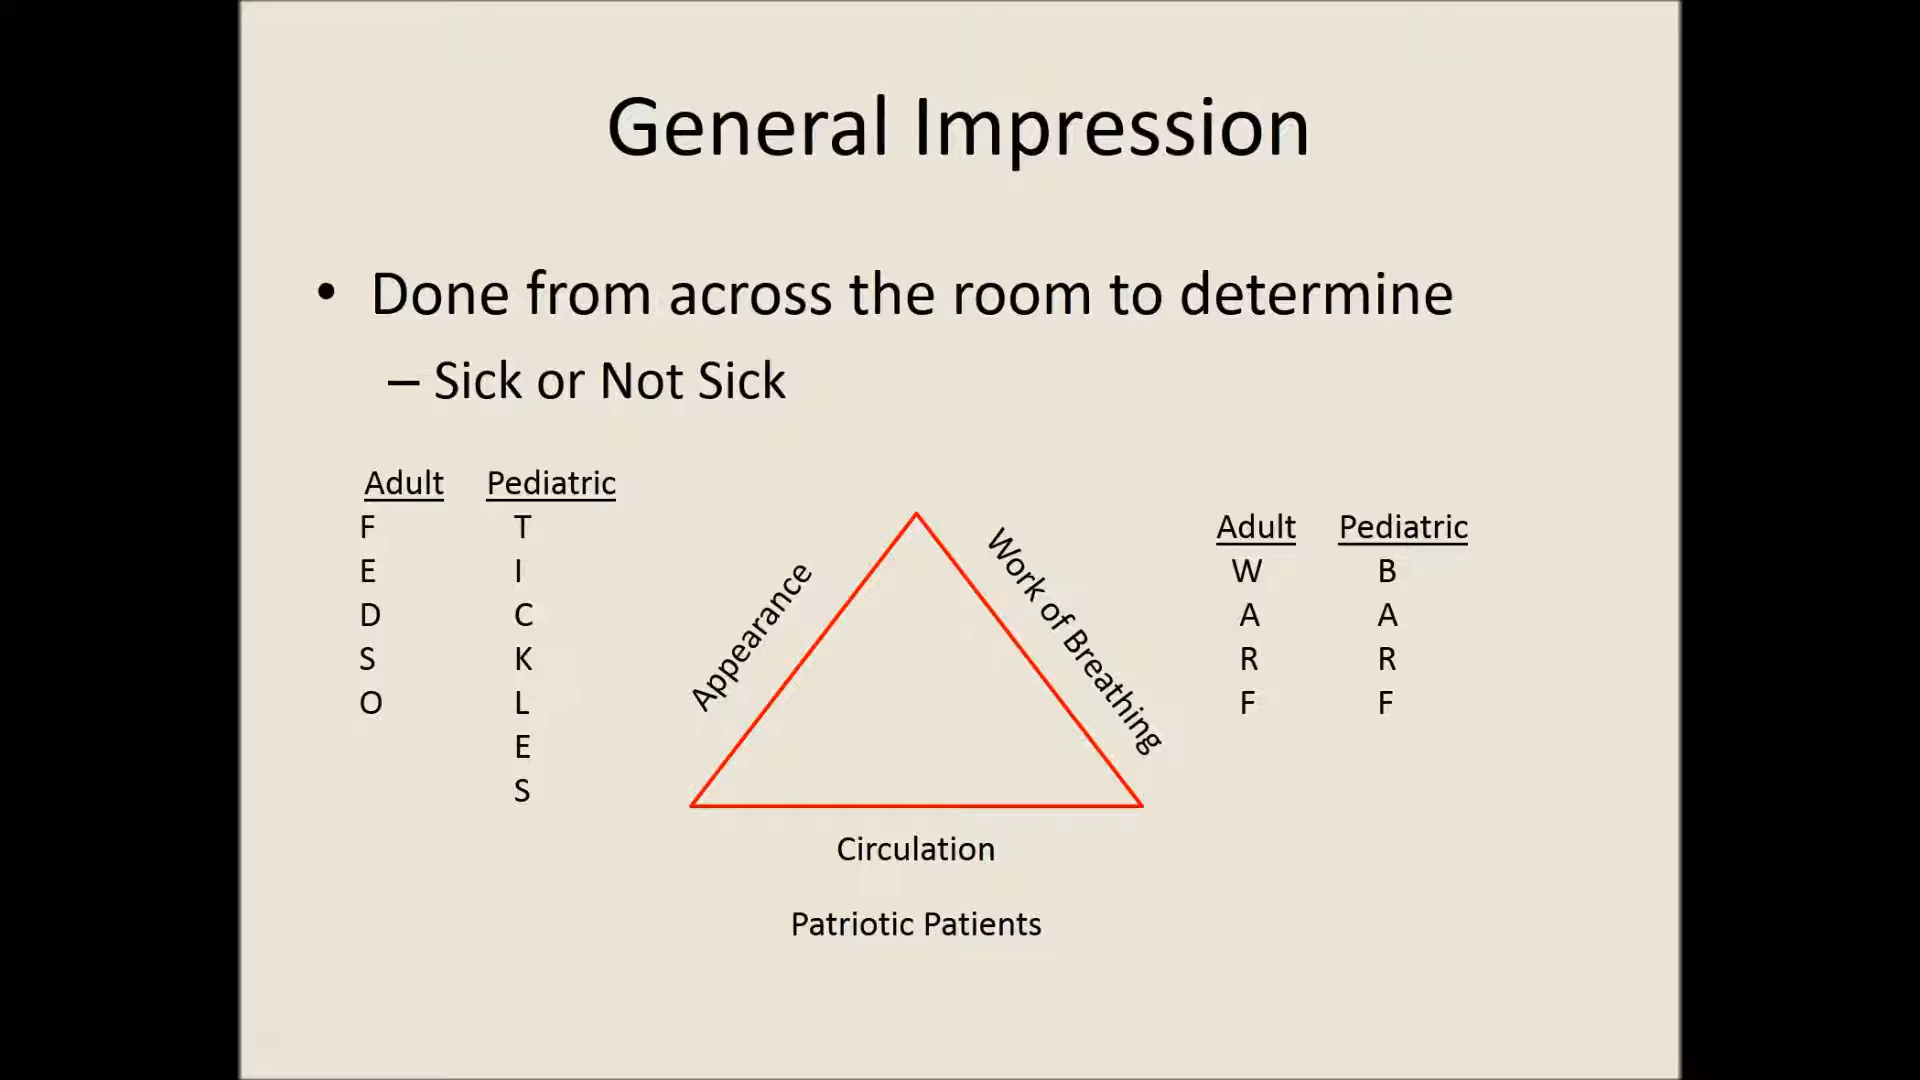 General Impression
• Done from across the room to determine
– Sick or Not Sick
Adult Pediatric
F T
E I
D C
S K
O L
E
S
Appearance
Work of Breathing
Circulation
Patriotic Patients
Adult Pediatric
W B
A A
R R
F F